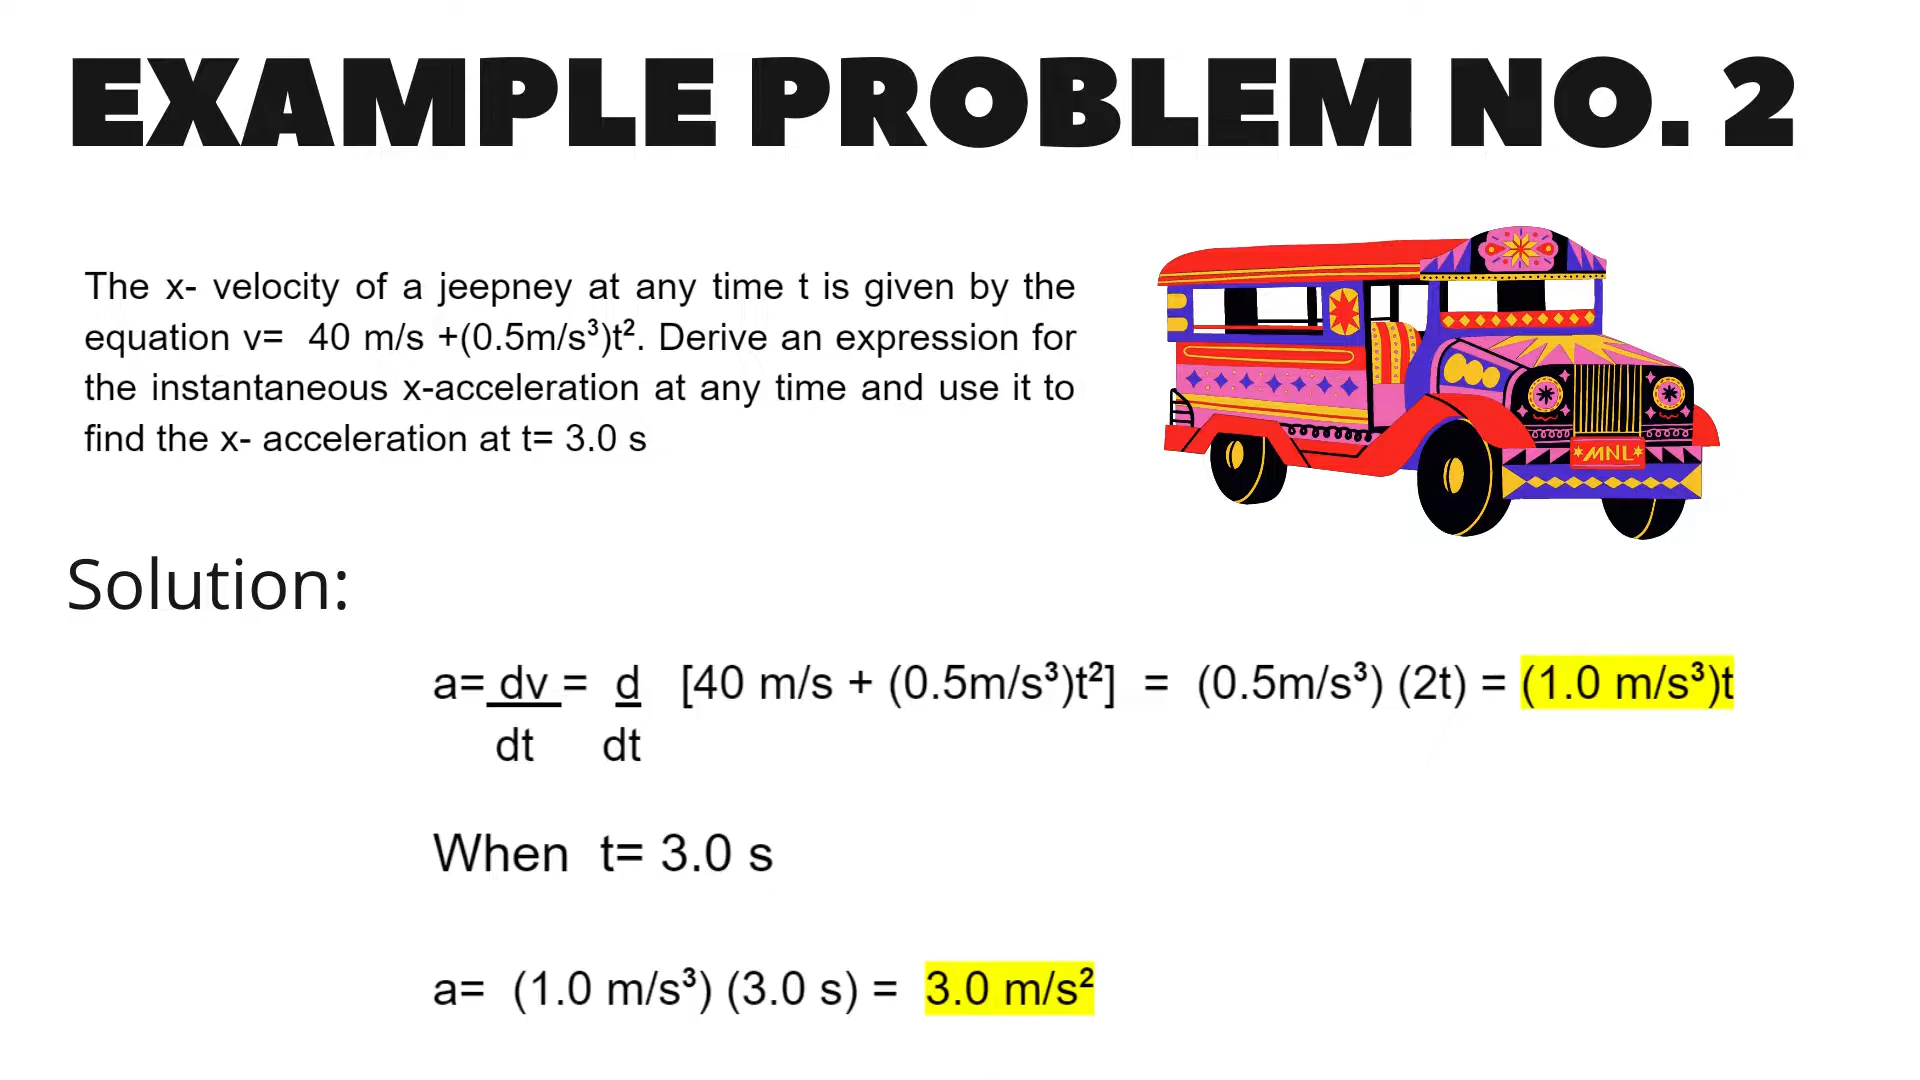 EXAMPLE PROBLEM NO. 2
The x- velocity of a jeepney at any time t is given by the
equation v= 40 m/s +(0.5m/s³)t². Derive an expression for
the instantaneous x-acceleration at any time and use it to
find the x- acceleration at t= 3.0 s
MNL
Solution:
a= dv = d [40 m/s + (0.5m/s³)t²] = (0.5m/s³) (2t) = (1.0 m/s³)t
dt dt
When t= 3.0 s
a= (1.0 m/s³) (3.0 s) = 3.0 m/s²